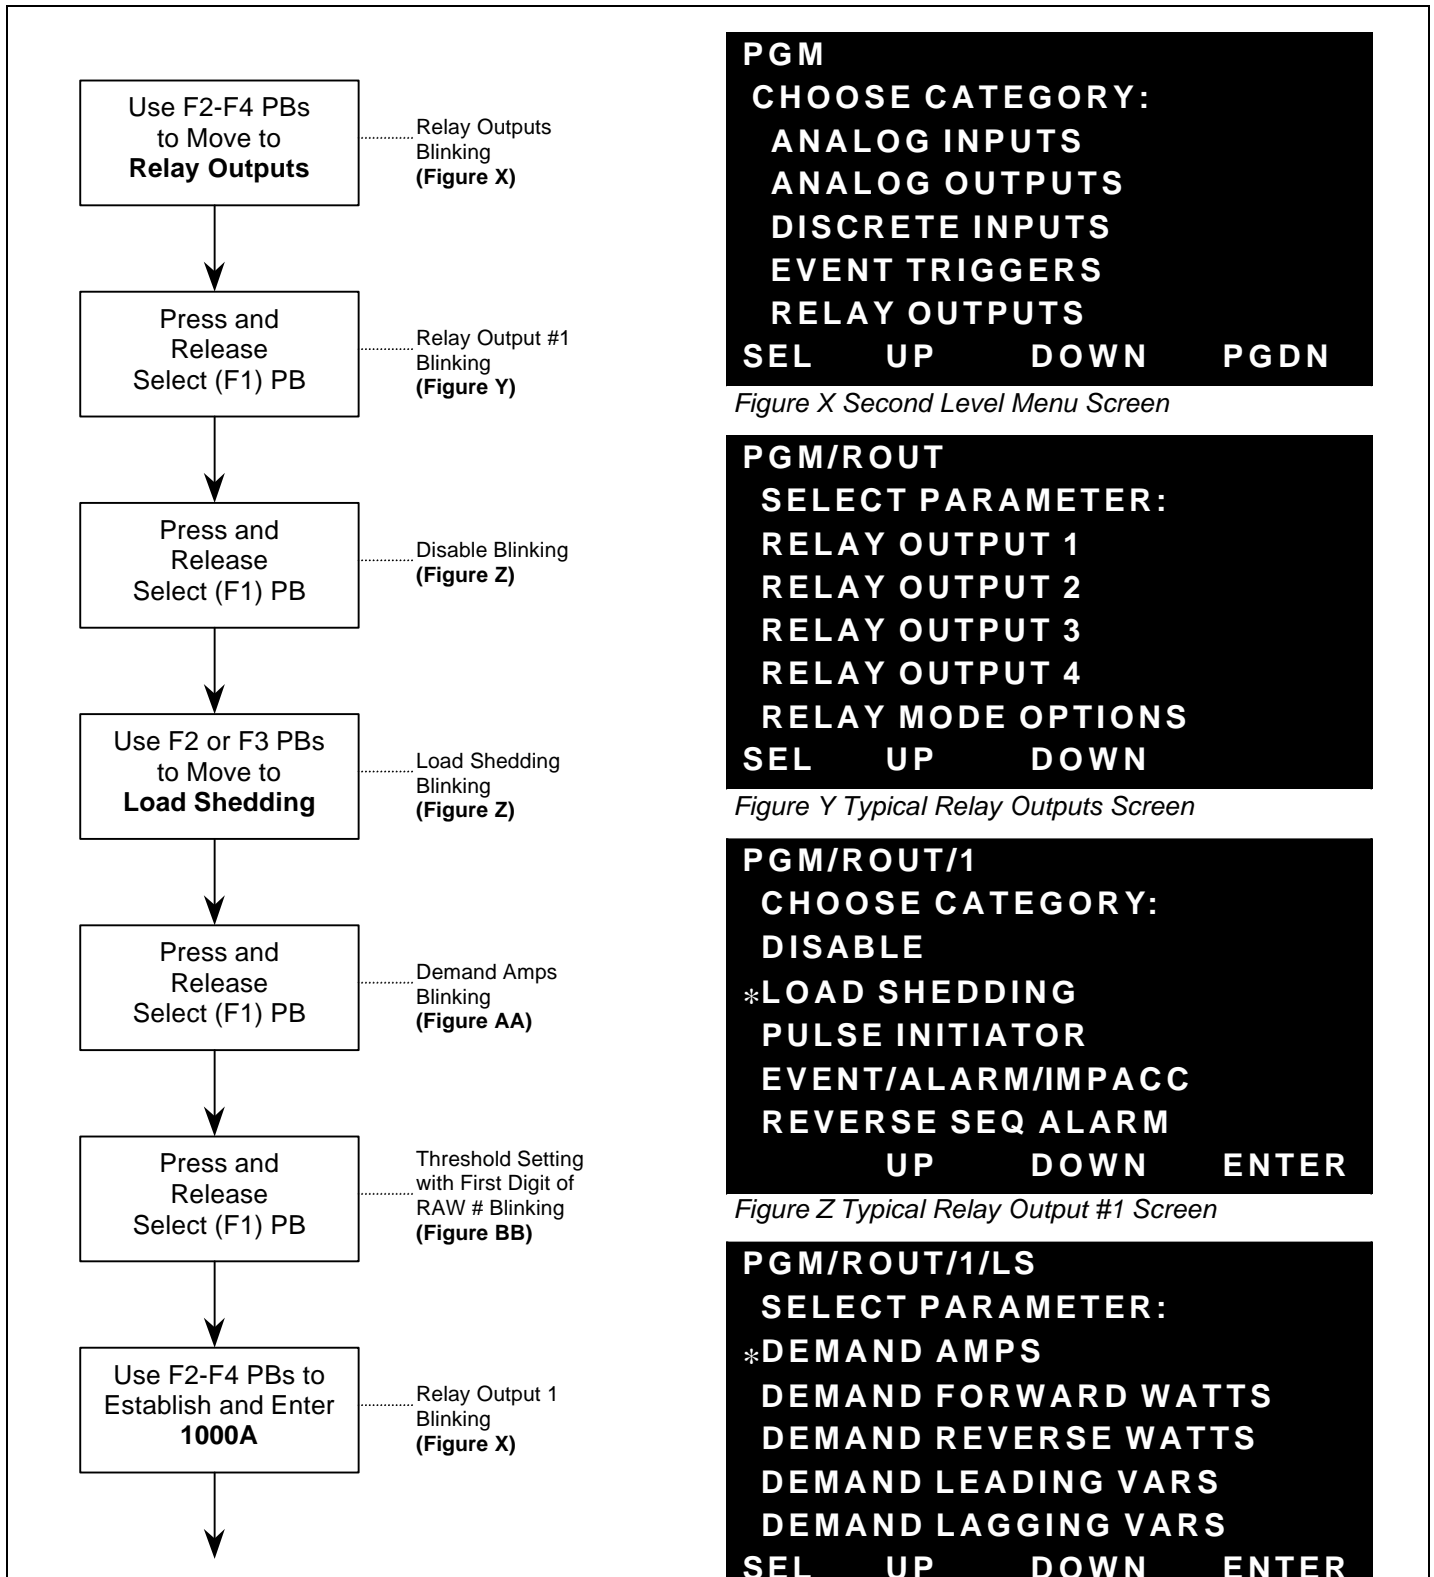 Use F2-F4 PBs
to Move to
Relay Outputs
Relay Outputs
Blinking
(Figure X)
Press and
Release
Select (F1) PB
Relay Output #1
Blinking
(Figure Y)
Press and
Release
Select (F1) PB
Disable Blinking
(Figure Z)
Use F2 or F3 PBs
to Move to
Load Shedding
Load Shedding
Blinking
(Figure Z)
Press and
Release
Select (F1) PB
Demand Amps
Blinking
(Figure AA)
Press and
Release
Select (F1) PB
Threshold Setting
with First Digit of
RAW # Blinking
(Figure BB)
Use F2-F4 PBs to
Establish and Enter
1000A
Relay Output 1
Blinking
(Figure X)
PGM
CHOOSE CATEGORY:
ANALOG INPUTS
ANALOG OUTPUTS
DISCRETE INPUTS
EVENT TRIGGERS
RELAY OUTPUTS
SEL UP DOWN PGDN
Figure X Second Level Menu Screen
PGM/ROUT
SELECT PARAMETER:
RELAY OUTPUT 1
RELAY OUTPUT 2
RELAY OUTPUT 3
RELAY OUTPUT 4
RELAY MODE OPTIONS
SEL UP DOWN
Figure Y Typical Relay Outputs Screen
PGM/ROUT/1
CHOOSE CATEGORY:
DISABLE
*LOAD SHEDDING
PULSE INITIATOR
EVENT/ALARM/IMPACC
REVERSE SEQ ALARM
UP DOWN ENTER
Figure Z Typical Relay Output #1 Screen
PGM/ROUT/1/LS
SELECT PARAMETER:
*DEMAND AMPS
DEMAND FORWARD WATTS
DEMAND REVERSE WATTS
DEMAND LEADING VARS
DEMAND LAGGING VARS
SEL UP DOWN ENTER